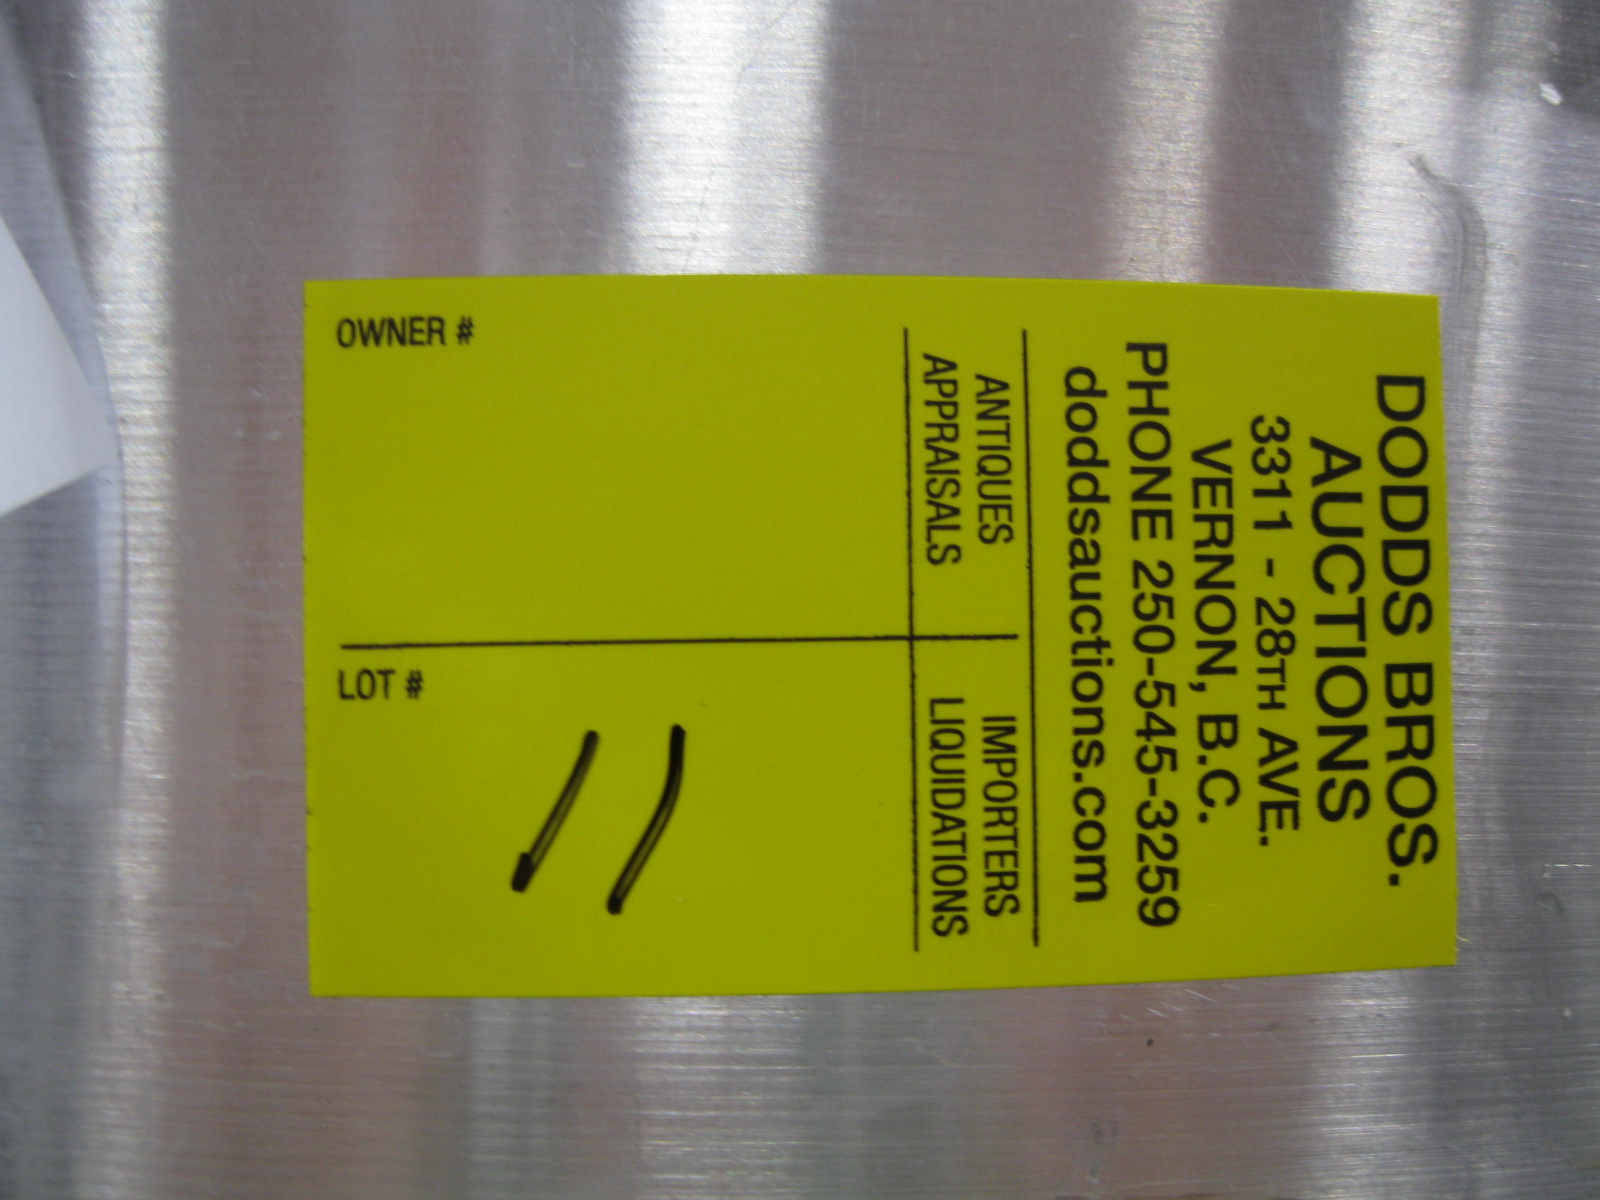 DODDS BROS.
AUCTIONS
3311 - 28TH AVE.
VERNON, B.C.
PHONE 250-545-3259
doddsauctions.com
ANTIQUES
APPRAISALS
IMPORTERS
LIQUIDATIONS
OWNER #
LOT #
11